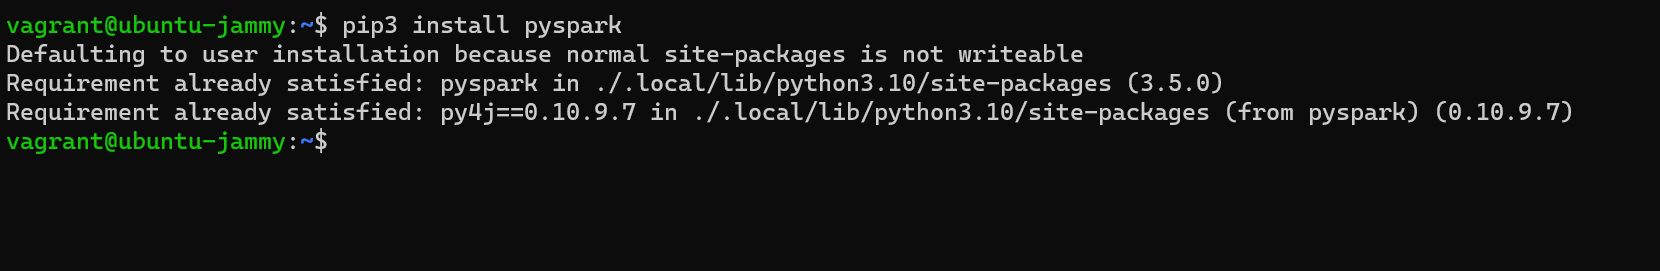 vagrant@ubuntu-jammy:~$ pip3 install pyspark
Defaulting to user installation because normal site-packages is not writeable
Requirement already satisfied: pyspark in ./.local/lib/python3.10/site-packages (3.5.0)
Requirement already satisfied: py4j==0.10.9.7 in ./.local/lib/python3.10/site-packages (from pyspark) (0.10.9.7)
vagrant@ubuntu-jammy:~$